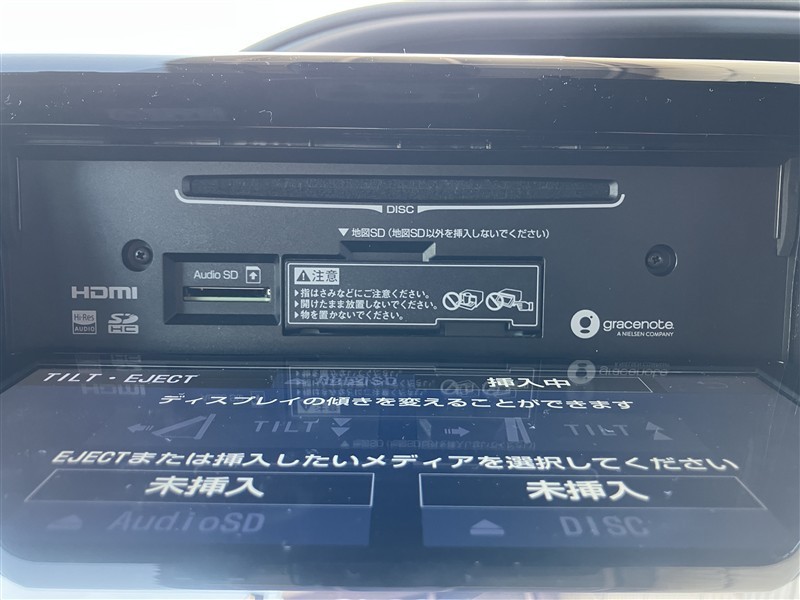 DISC
▼地図SD(地図SD以外を挿入しないでください)
Audio SD
⚠注意
▶指はさみなどにご注意ください。
▶開けたまま放置しないでください。
▶物を置かないでください。
HDMI
Hi-Res
AUDIO
SD
HC
gracenote.
A NIELSEN COMPANY
TILT・EJECT
挿入中
ディスプレイの傾きを変えることができます
TILT
TILT
EJECTまたは挿入したいメディアを選択してください
未挿入
未挿入
AudioSD
DISC